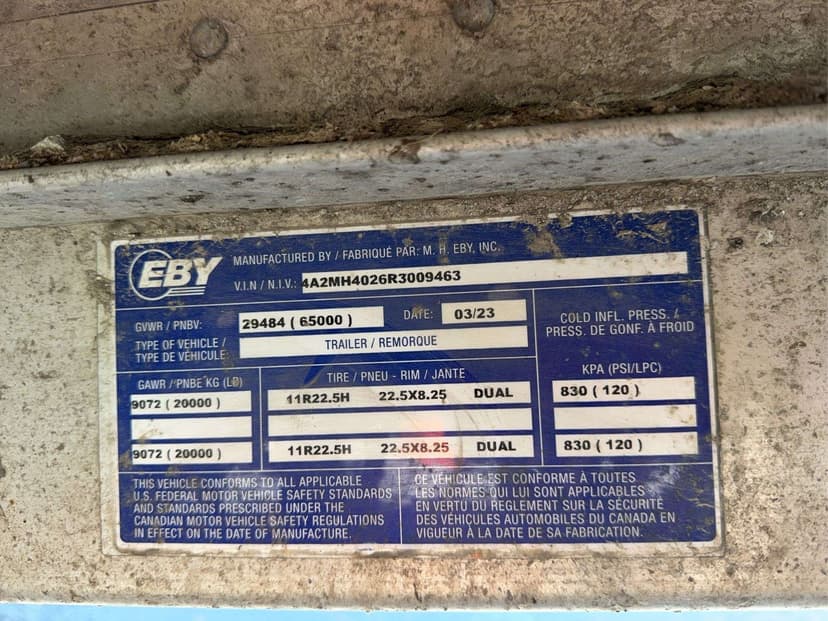 EBY
MANUFACTURED BY / FABRIQUÉ PAR: M. H. EBY, INC.
V.I.N / N.I.V.: 4A2MH4026R3009463
GVWR / PNBV: 29484 ( 65000 ) DATE: 03/23
TYPE OF VEHICLE / TRAILER / REMORQUE
TYPE DE VÉHICULE:
COLD INFL. PRESS. /
PRESS. DE GONF. À FROID
GAWR / PNBE KG (LB) TIRE / PNEU - RIM / JANTE KPA (PSI/LPC)
9072 ( 20000 ) 11R22.5H 22.5X8.25 DUAL 830 ( 120 )
9072 ( 20000 ) 11R22.5H 22.5X8.25 DUAL 830 ( 120 )
THIS VEHICLE CONFORMS TO ALL APPLICABLE
U.S. FEDERAL MOTOR VEHICLE SAFETY STANDARDS
AND STANDARDS PRESCRIBED UNDER THE
CANADIAN MOTOR VEHICLE SAFETY REGULATIONS
IN EFFECT ON THE DATE OF MANUFACTURE.
CE VÉHICULE EST CONFORME À TOUTES
LES NORMES QUI LUI SONT APPLICABLES
EN VERTU DU RÈGLEMENT SUR LA SÉCURITÉ
DES VÉHICULES AUTOMOBILES DU CANADA EN
VIGUEUR À LA DATE DE SA FABRICATION.